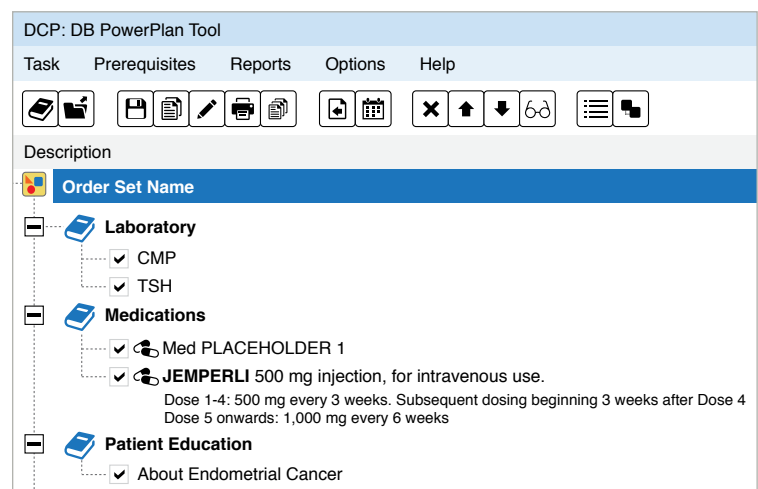 DCP: DB PowerPlan Tool
Task Prerequisites Reports Options Help
Description
Order Set Name
Laboratory
CMP
TSH
Medications
Med PLACEHOLDER 1
JEMPERLI 500 mg injection, for intravenous use.
Dose 1-4: 500 mg every 3 weeks. Subsequent dosing beginning 3 weeks after Dose 4
Dose 5 onwards: 1,000 mg every 6 weeks
Patient Education
About Endometrial Cancer